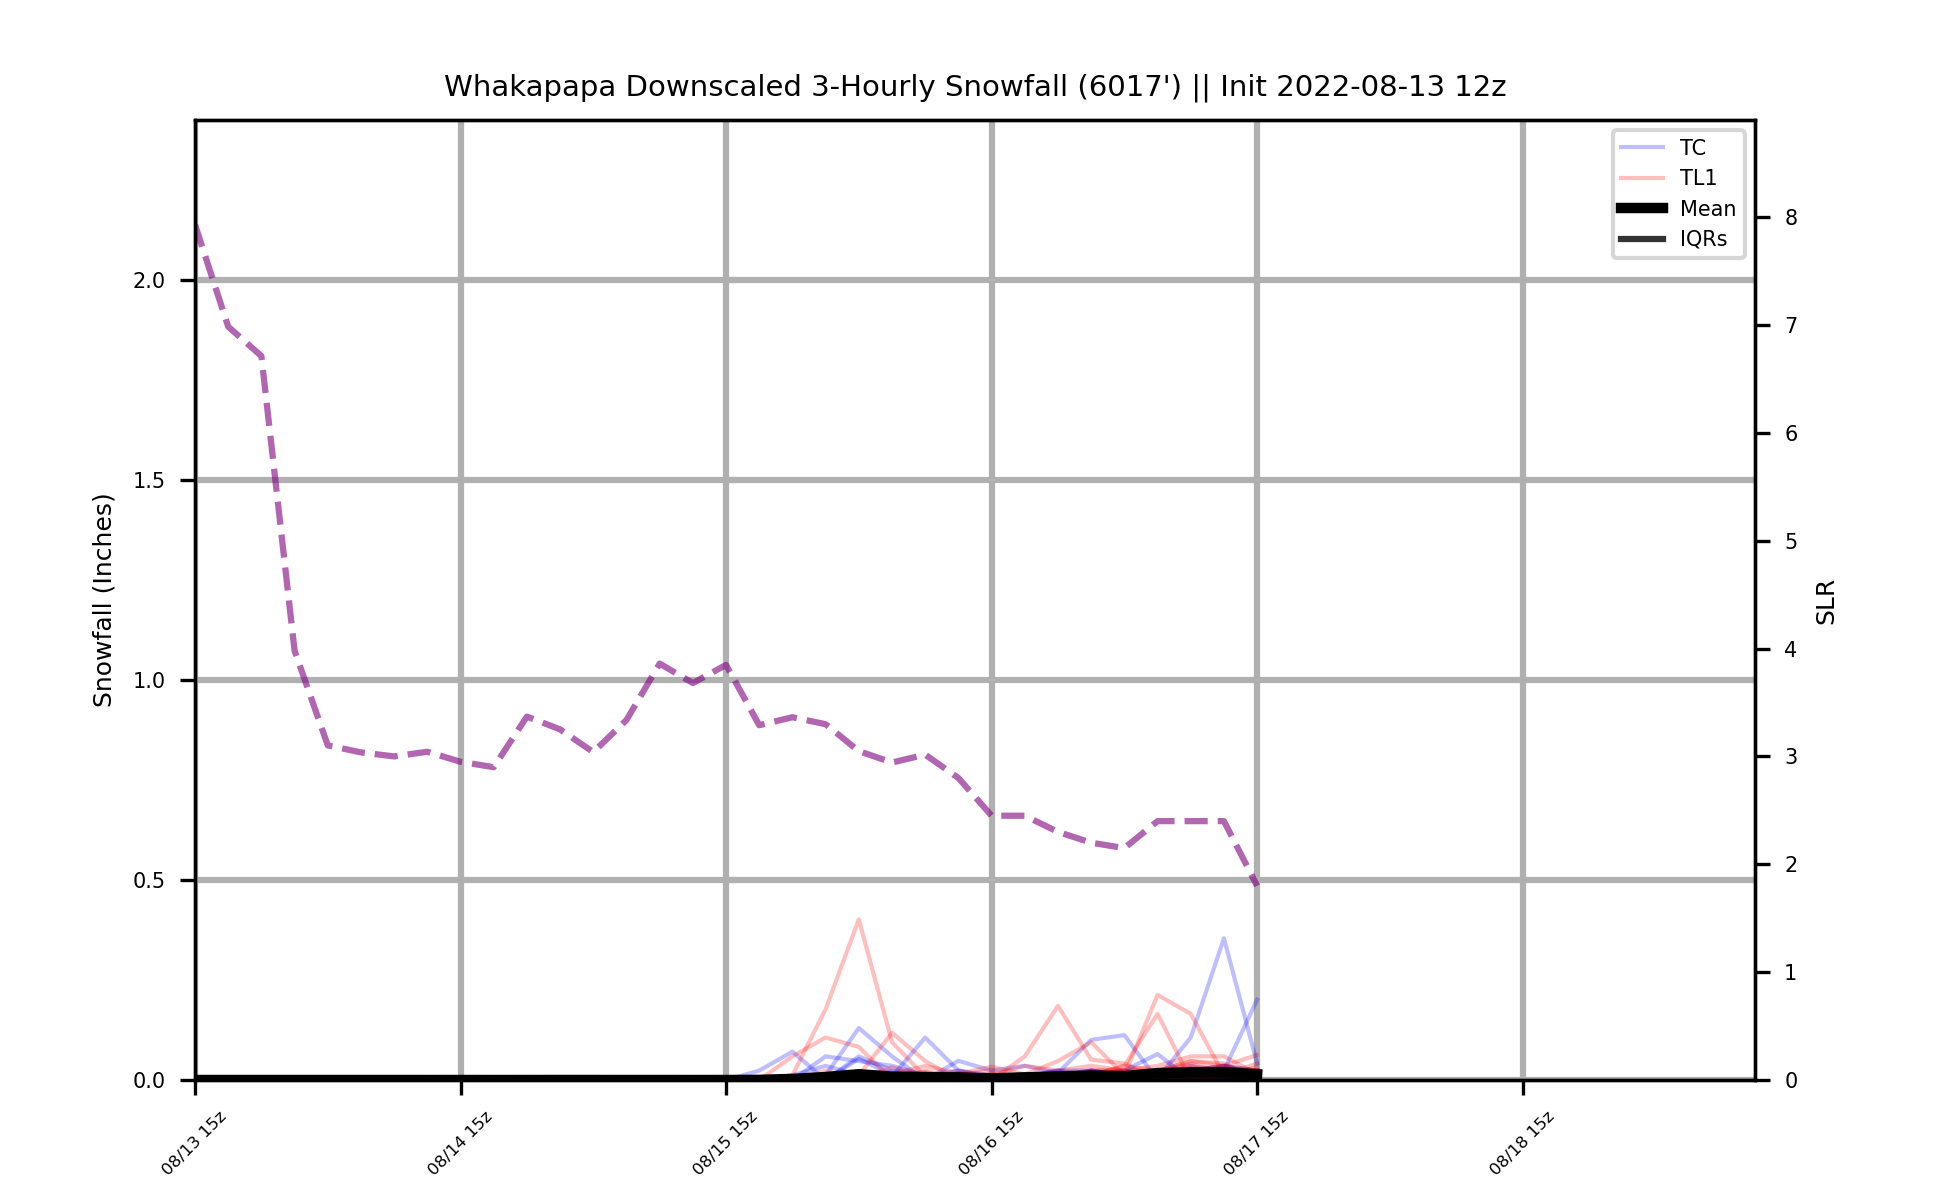 Whakapapa Downscaled 3-Hourly Snowfall (6017') || Init 2022-08-13 12z
TC
TL1
Mean
IQRs
Snowfall (Inches)
2.0
1.5
1.0
0.5
0.0
8
7
6
5
4
3
2
1
0
SLR
08/13 15z
08/14 15z
08/15 15z
08/16 15z
08/17 15z
08/18 15z